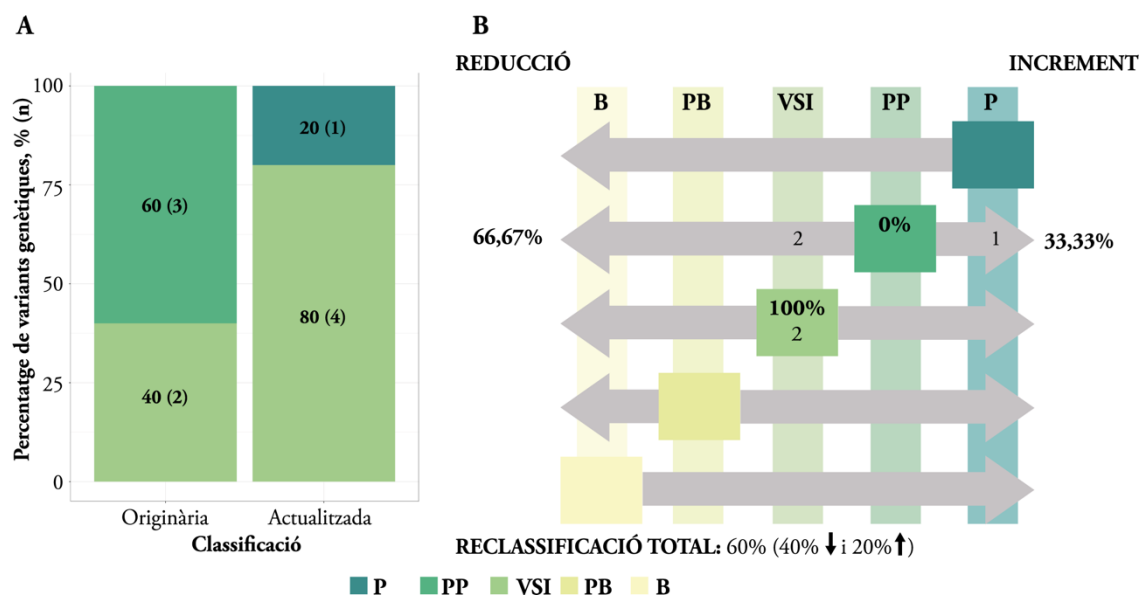 A
Percentatge de variants genètiques, % (n)
100
75
50
25
0
60 (3)
40 (2)
20 (1)
80 (4)
Originària
Actualitzada
Classificació
B
REDUCCIÓ
INCREMENT
B PB VSI PP P
66,67% 2 0% 1 33,33%
100%
2
RECLASSIFICACIÓ TOTAL: 60% (40% ⬇ i 20% ⬆)
P PP VSI PB B